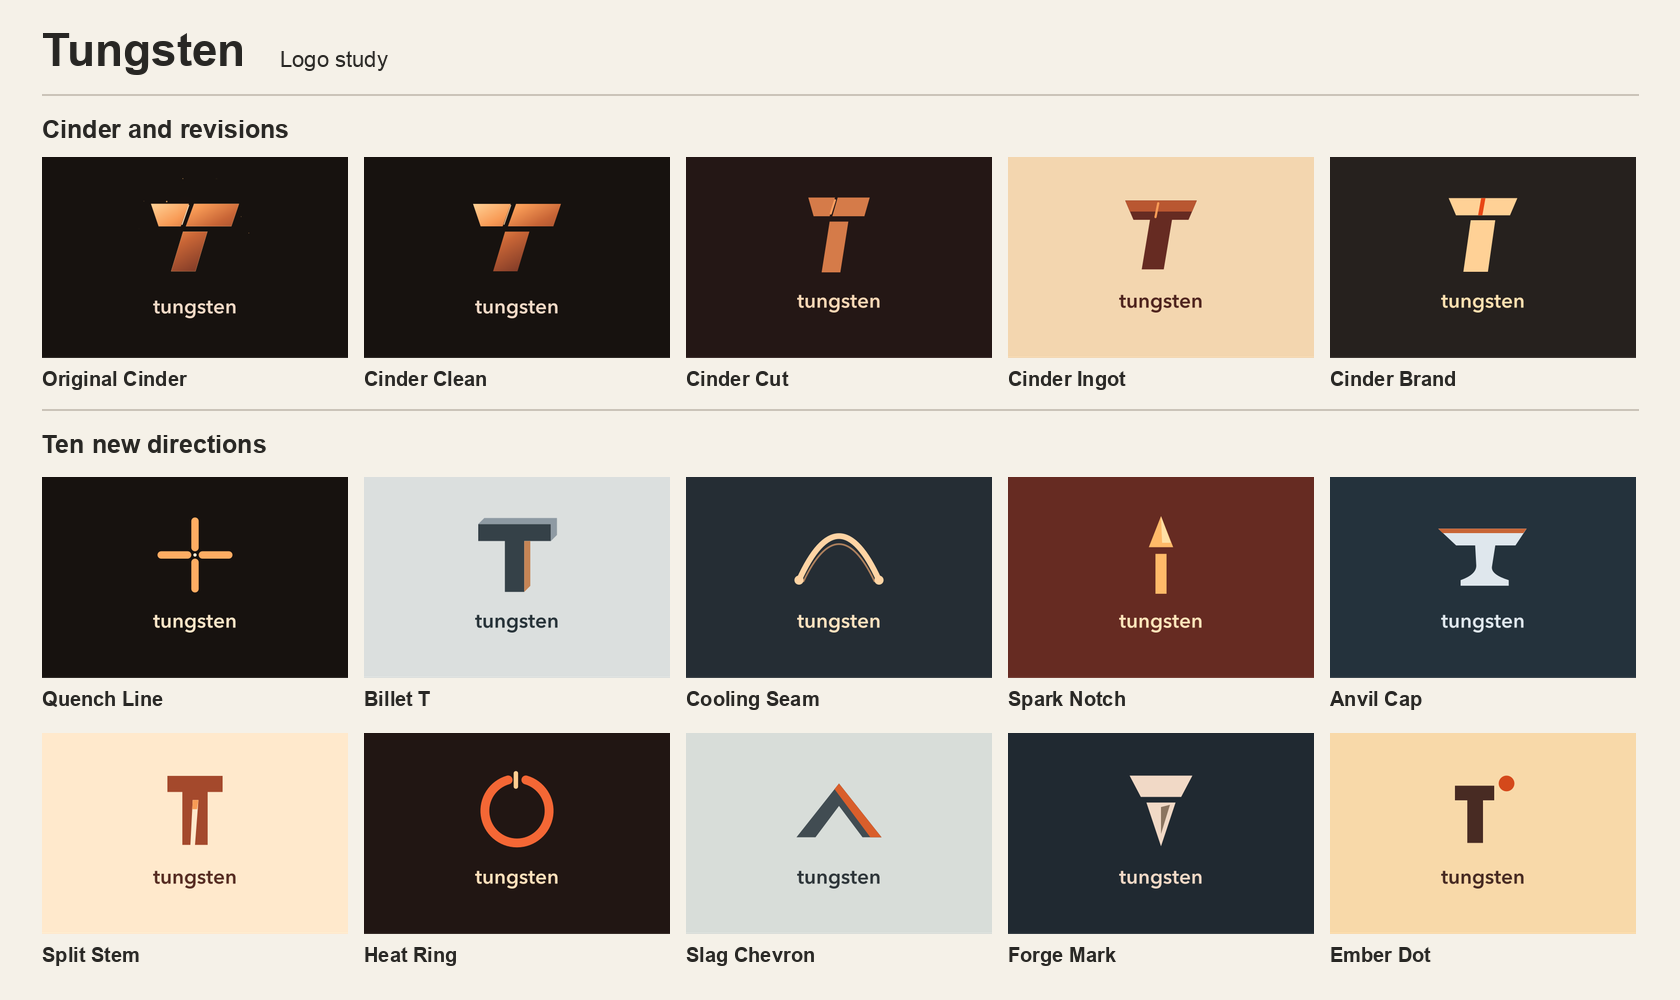 Tungsten Logo study
Cinder and revisions
tungsten tungsten tungsten tungsten tungsten
Original Cinder Cinder Clean Cinder Cut Cinder Ingot Cinder Brand
Ten new directions
tungsten tungsten tungsten tungsten tungsten
Quench Line Billet T Cooling Seam Spark Notch Anvil Cap
tungsten tungsten tungsten tungsten tungsten
Split Stem Heat Ring Slag Chevron Forge Mark Ember Dot